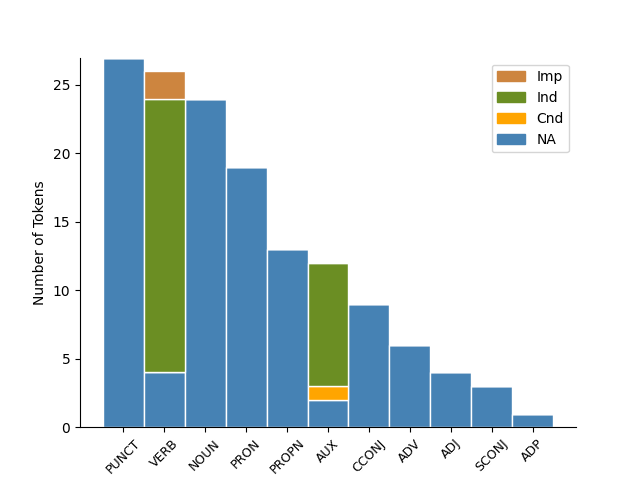 Imp
Ind
Cnd
NA
25
20
15
10
5
0
Number of Tokens
PUNCT
VERB
NOUN
PRON
PROPN
AUX
CCONJ
ADV
ADJ
SCONJ
ADP